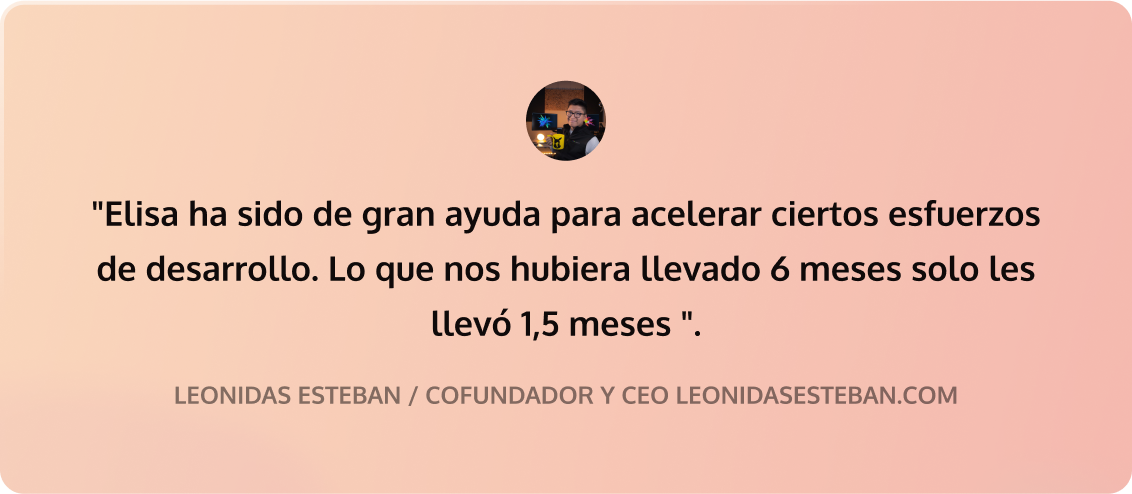 "Elisa ha sido de gran ayuda para acelerar ciertos esfuerzos
de desarrollo. Lo que nos hubiera llevado 6 meses solo les
llevó 1,5 meses ".
LEONIDAS ESTEBAN / COFUNDADOR Y CEO LEONIDASESTEBAN.COM